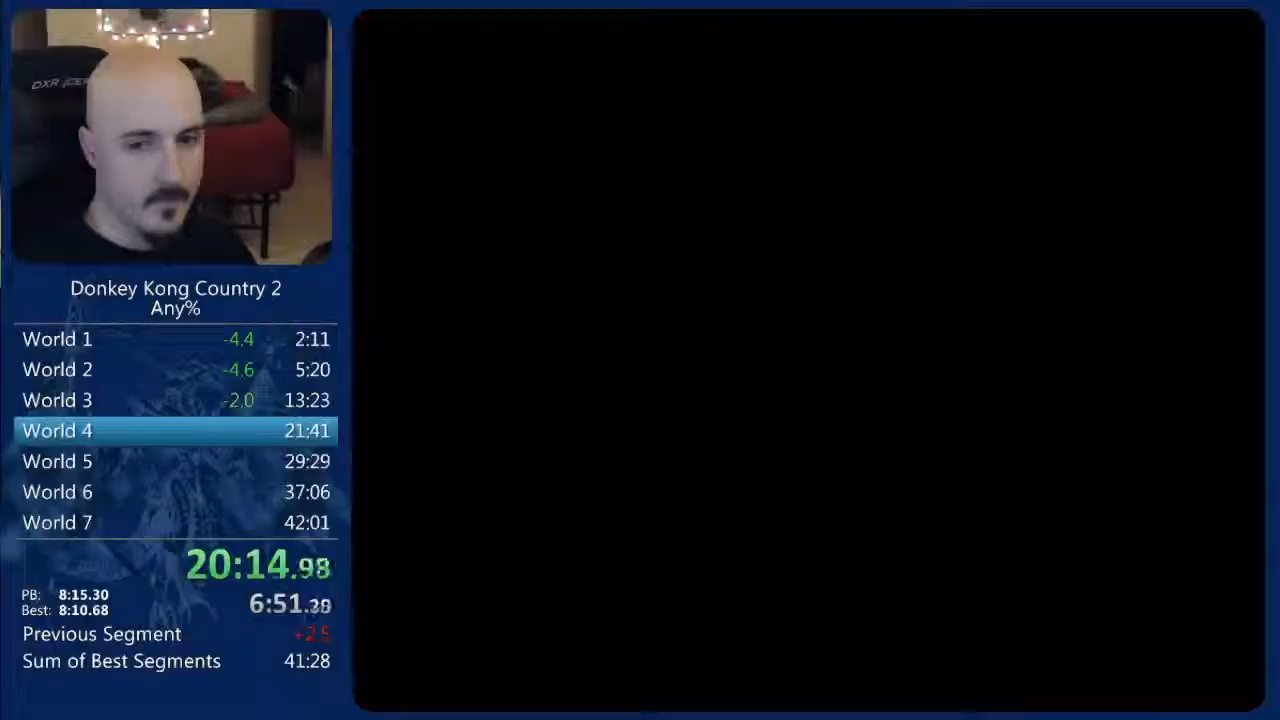 DXR
Donkey Kong Country 2
Any%
World 1 -4.4 2:11
World 2 -4.6 5:20
World 3 -2.0 13:23
World 4 21:41
World 5 29:29
World 6 37:06
World 7 42:01
20:14.98
PB: 8:15.30
Best: 8:10.68
6:51.28
Previous Segment +2.5
Sum of Best Segments 41:28